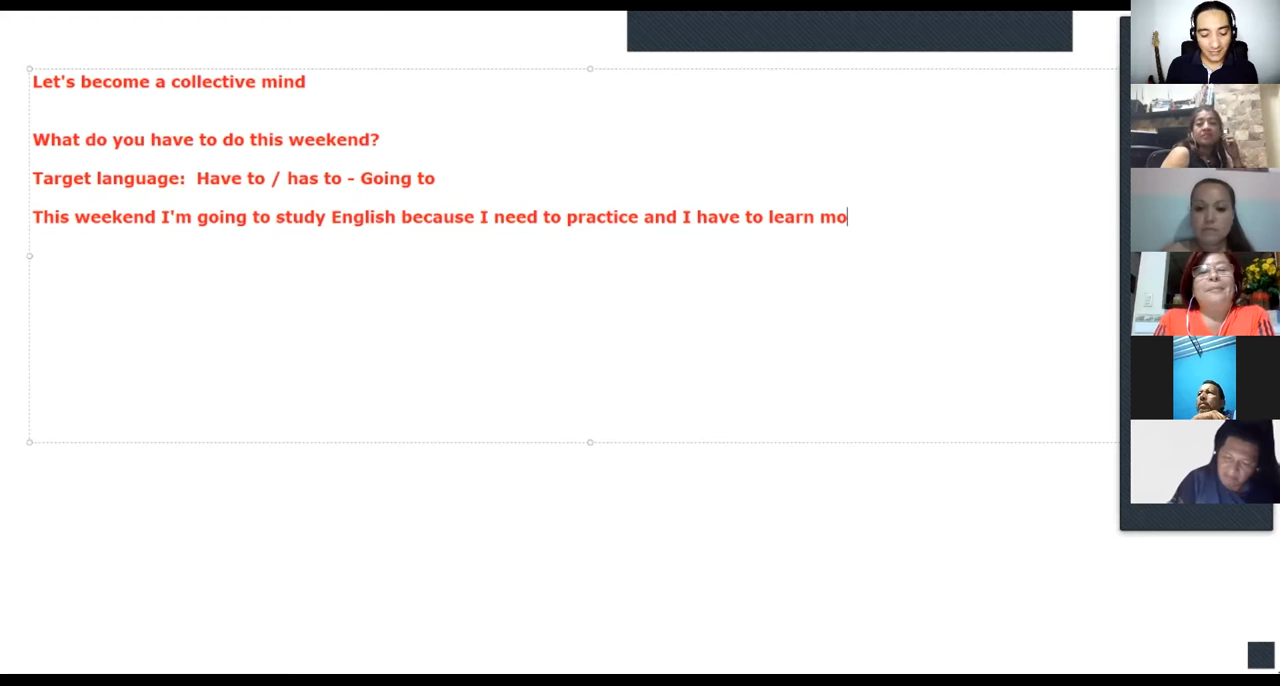 Let's become a collective mind
What do you have to do this weekend?
Target language:  Have to / has to - Going to
This weekend I'm going to study English because I need to practice and I have to learn mo